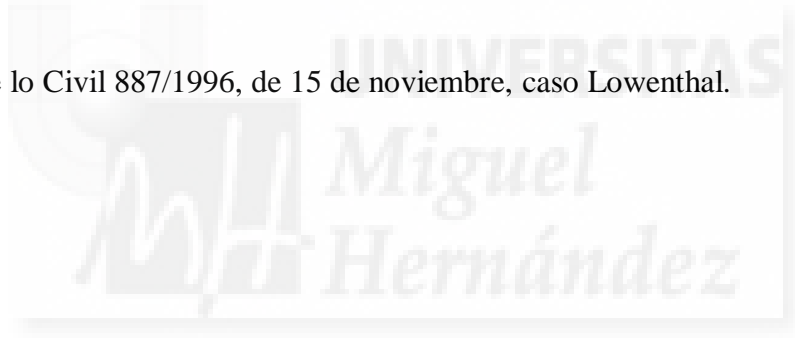 lo Civil 887/1996, de 15 de noviembre, caso Lowenthal.
UNIVERSITAS
Miguel
Hernández